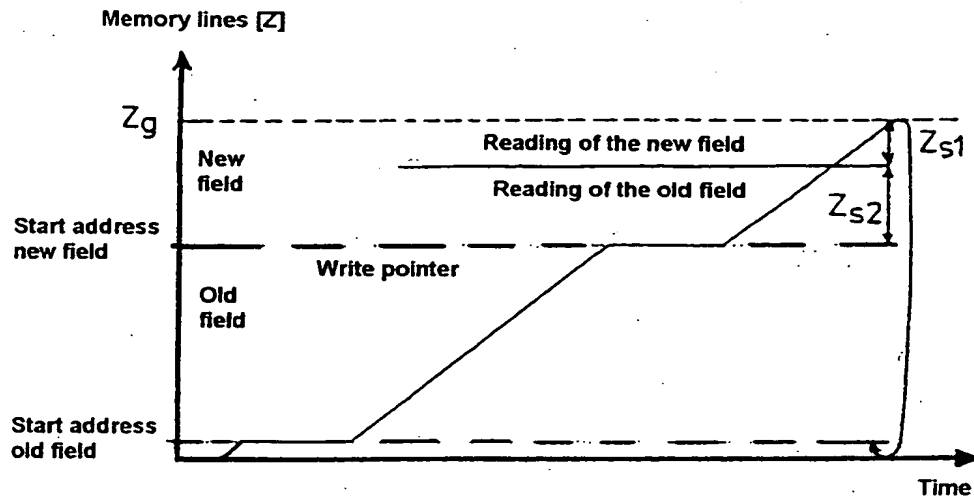 Memory lines [Z]
Zg
Reading of the new field
Zs1
New
field
Reading of the old field
Zs2
Start address
new field
Write pointer
Old
field
Start address
old field
Time